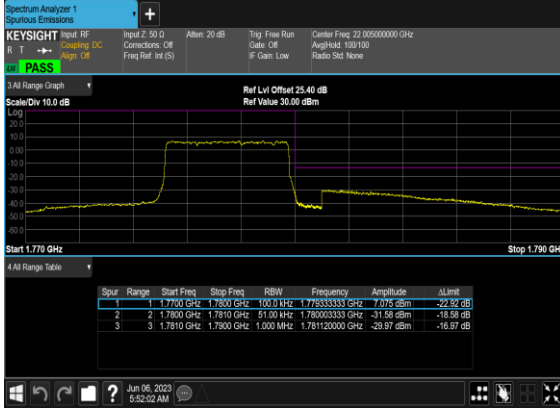 Spectrum Analyzer 1
Spurious Emissions
+
KEYSIGHT Input: RF Input Z: 50 Ω Atten: 20 dB Trig: Free Run Center Freq: 22.005000000 GHz
R T Coupling: DC Corrections: Off Gate: Off Avg|Hold: 100/100
Align: Off Freq Ref: Int (S) IF Gain: Low Radio Std: None
PASS
3 All Range Graph
Ref Lvl Offset 25.40 dB
Scale/Div 10.0 dB Ref Value 30.00 dBm
Log
20.0
10.0
0.00
-10.0
-20.0
-30.0
-40.0
-50.0
-60.0
Start 1.770 GHz Stop 1.790 GH
4 All Range Table
Spur Range Start Freq Stop Freq RBW Frequency Amplitude ΔLimit
1 1 1.7700 GHz 1.7800 GHz 100.0 kHz 1.779333333 GHz 7.075 dBm -22.92 dB
2 2 1.7800 GHz 1.7810 GHz 51.00 kHz 1.780003333 GHz -31.58 dBm -18.58 dB
3 3 1.7810 GHz 1.7900 GHz 1.000 MHz 1.781120000 GHz -29.97 dBm -16.97 dB
? Jun 06, 2023
5:52:02 AM